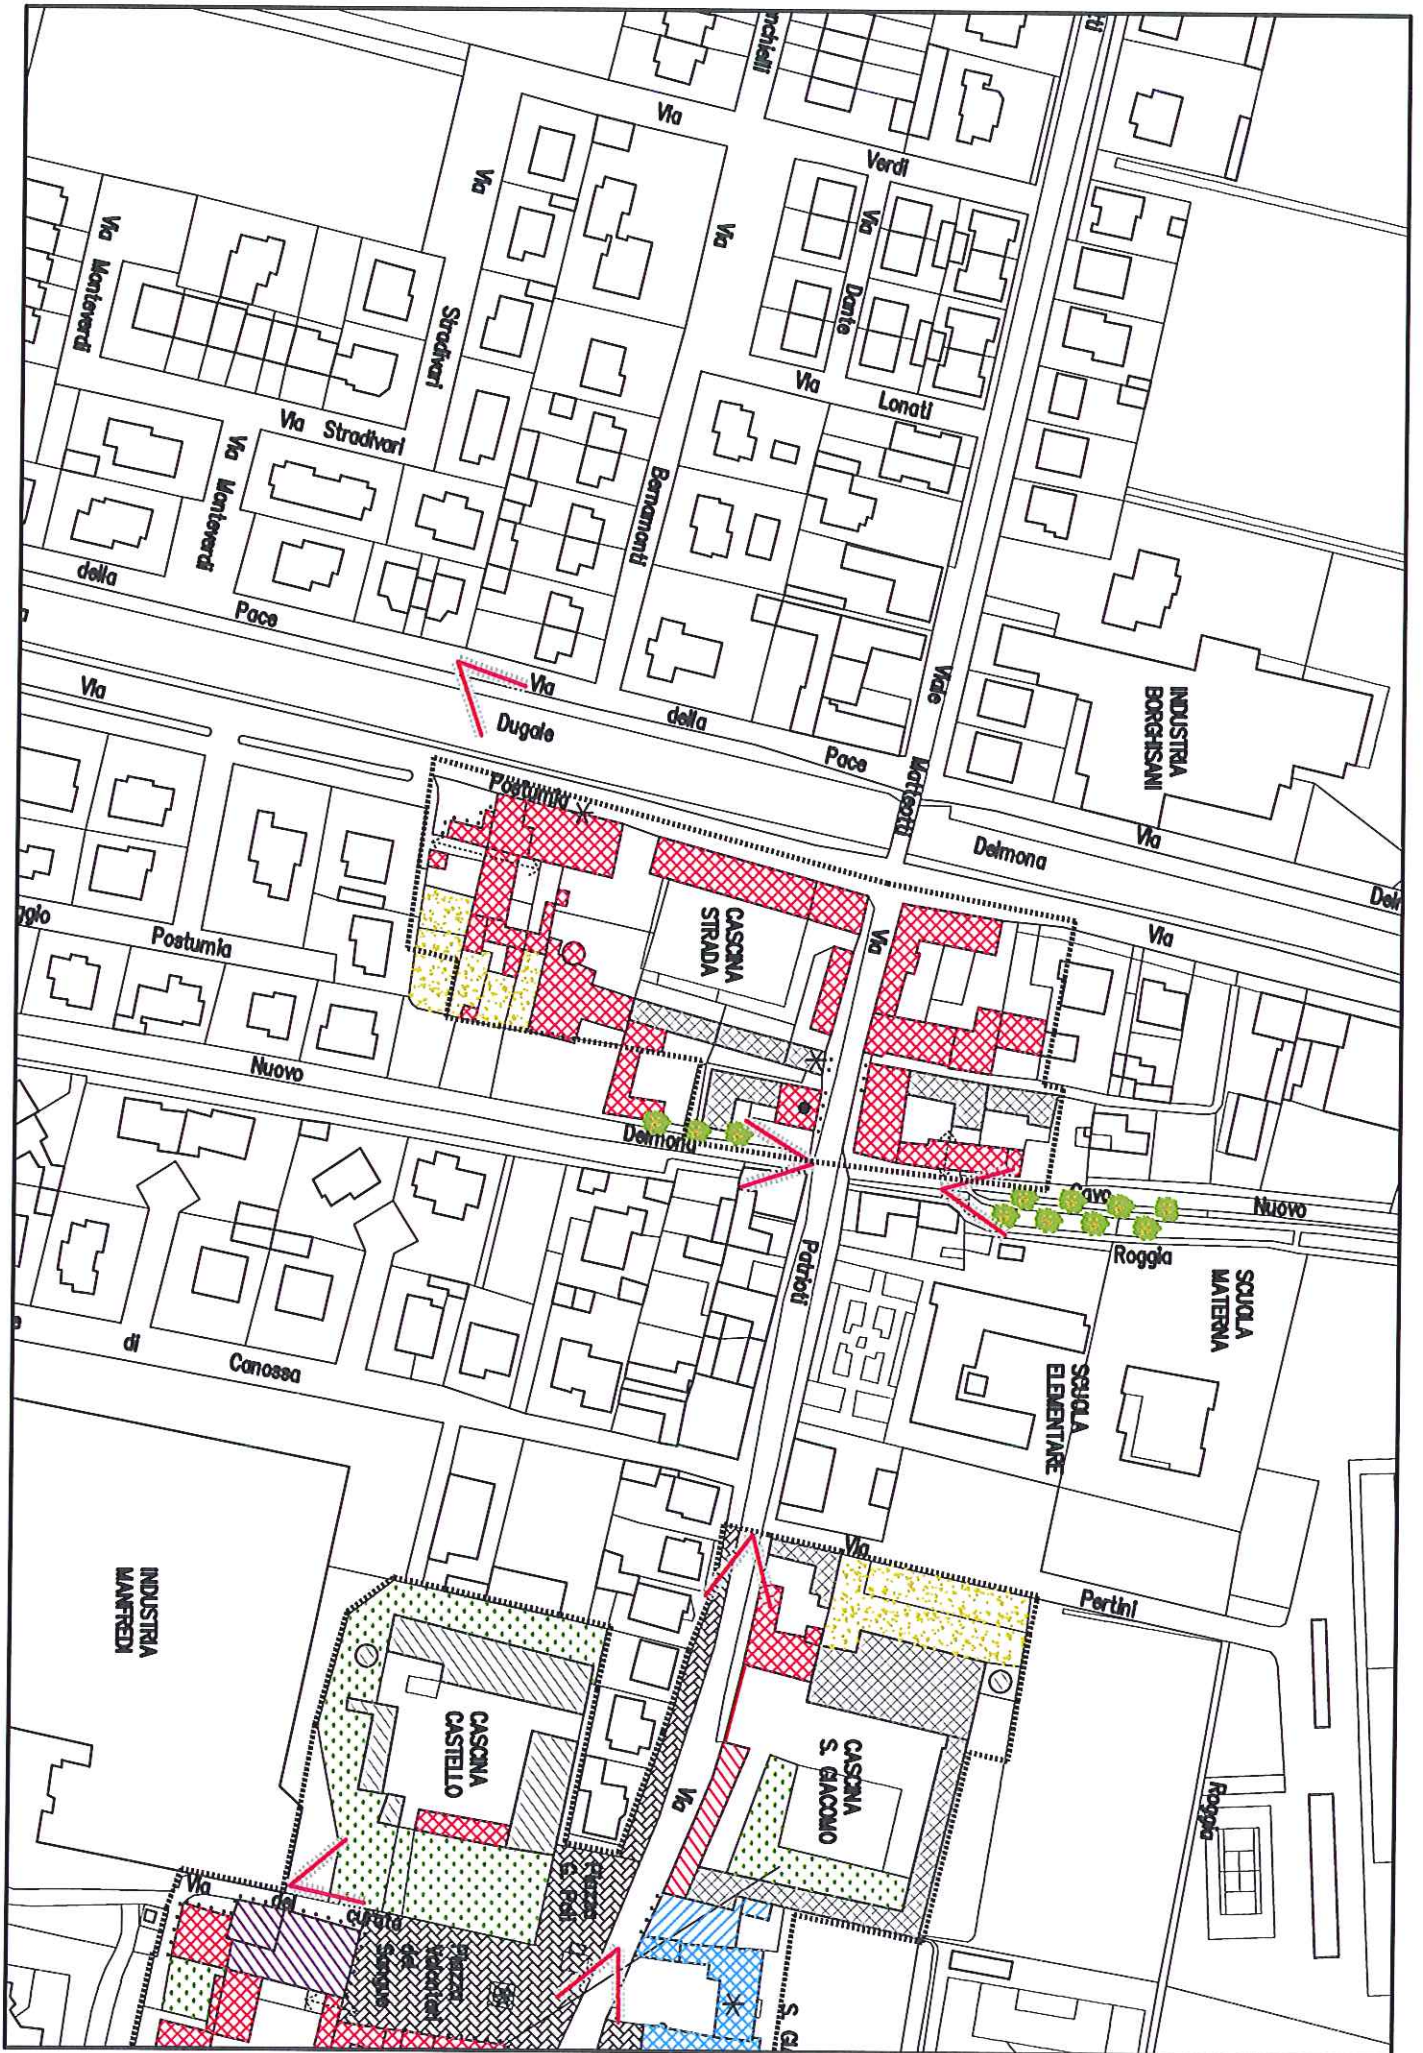 Via
Verdi
Via
Via
Via
Via
Monteverdi
Dante
Stradivari
Via
Lonati
Via Stradivari
Via
Monteverdi
Bernamonti
della
Pace
Via
della
Pace
Viale
Matteotti
INDUSTRIA
BORGHISANI
Via
Dugale
Via
Delmona
Postumia
Via
Via
CASCINA
STRADA
Postumia
Nuovo
Delmona
Cavo
Nuovo
Roggia
Patrioti
SCUOLA
MATERNA
SCUOLA
ELEMENTARE
di
Canossa
Via
Pertini
INDUSTRIA
MANFREDI
CASCINA
CASTELLO
CASCINA
S. GIACOMO
Via
Roggia
Via
del
curato
Piazza